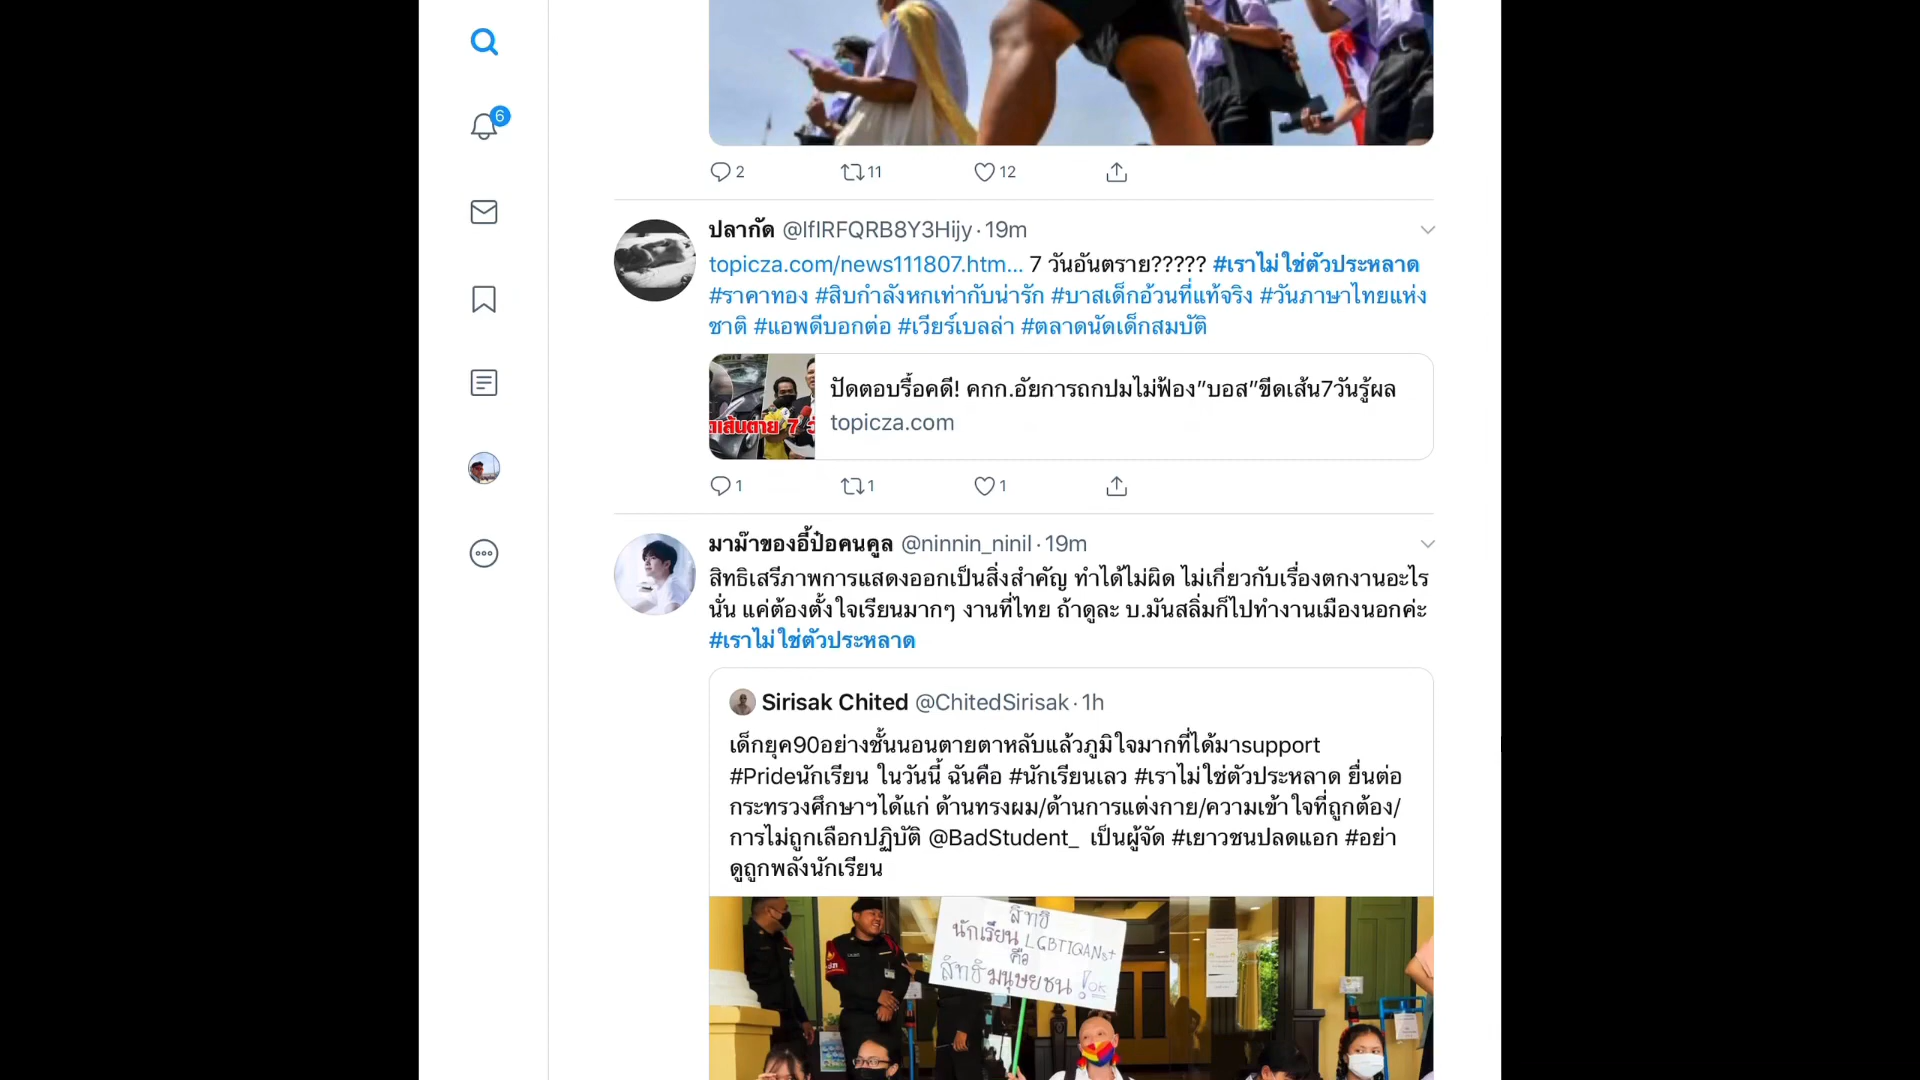 6
2 11 12
ปลากัด @IfIRFQRB8Y3Hijy · 19m
topicza.com/news111807.htm... 7 วันอันตราย????? #เราไม่ใช่ตัวประหลาด
#ราคาทอง #สิบกำลังหกเท่ากับน่ารัก #บาสเด็กอ้วนที่แท้จริง #วันภาษาไทยแห่ง
ชาติ #แอพดีบอกต่อ #เวียร์เบลล่า #ตลาดนัดเด็กสมบัติ
ปัดตอบรื้อคดี! คกก.อัยการถกปมไม่ฟ้อง"บอส"ขีดเส้น7วันรู้ผล
topicza.com
เส้นตาย 7 วั
1 1 1
มาม๊าของอี้ป๋อคนคูล @ninnin_ninil · 19m
สิทธิเสรีภาพการแสดงออกเป็นสิ่งสำคัญ ทำได้ไม่ผิด ไม่เกี่ยวกับเรื่องตกงานอะไร
นั่น แค่ต้องตั้งใจเรียนมากๆ งานที่ไทย ถ้าดูละ บ.มันสลิ่มก็ไปทำงานเมืองนอกค่ะ
#เราไม่ใช่ตัวประหลาด
Sirisak Chited @ChitedSirisak · 1h
เด็กยุค90อย่างชั้นนอนตายตาหลับแล้วภูมิใจมากที่ได้มาsupport
#Prideนักเรียน ในวันนี้ ฉันคือ #นักเรียนเลว #เราไม่ใช่ตัวประหลาด ยื่นต่อ
กระทรวงศึกษาฯได้แก่ ด้านทรงผม/ด้านการแต่งกาย/ความเข้าใจที่ถูกต้อง/
การไม่ถูกเลือกปฏิบัติ @BadStudent_ เป็นผู้จัด #เยาวชนปลดแอก #อย่า
ดูถูกพลังนักเรียน
สิทธิ
นักเรียน LGBTIQANs+
คือ
สิทธิมนุษยชน ! OK